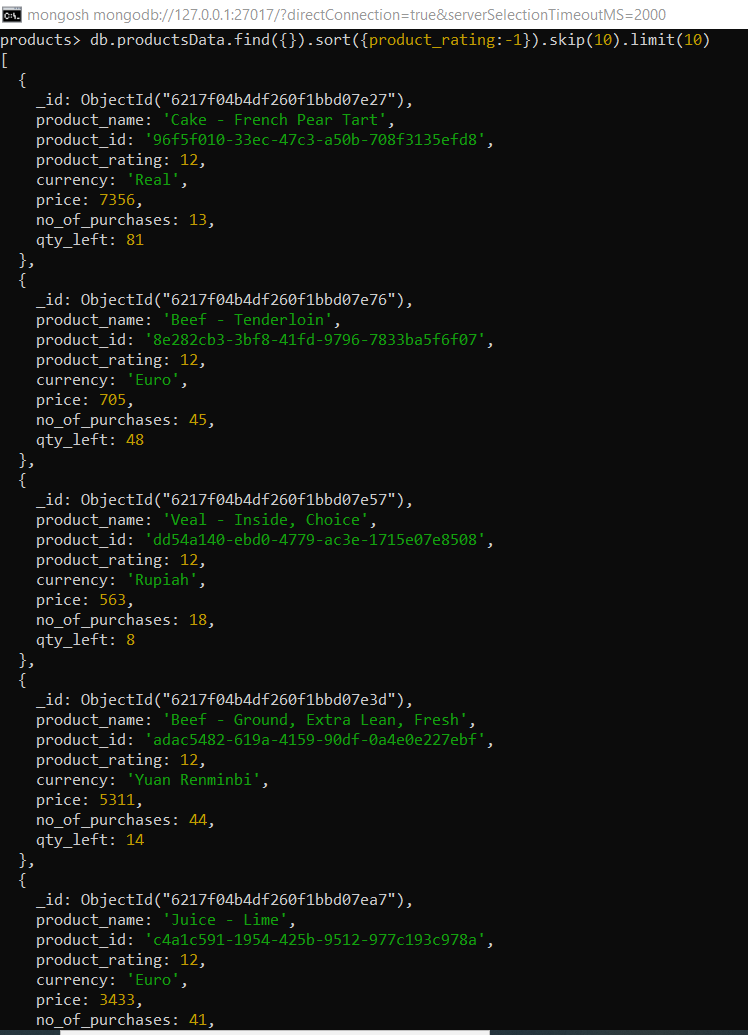 mongosh mongodb://127.0.0.1:27017/?directConnection=true&serverSelectionTimeoutMS=2000
products> db.productsData.find({}).sort({product_rating:-1}).skip(10).limit(10)
[
  {
    _id: ObjectId("6217f04b4df260f1bbd07e27"),
    product_name: 'Cake - French Pear Tart',
    product_id: '96f5f010-33ec-47c3-a50b-708f3135efd8',
    product_rating: 12,
    currency: 'Real',
    price: 7356,
    no_of_purchases: 13,
    qty_left: 81
  },
  {
    _id: ObjectId("6217f04b4df260f1bbd07e76"),
    product_name: 'Beef - Tenderloin',
    product_id: '8e282cb3-3bf8-41fd-9796-7833ba5f6f07',
    product_rating: 12,
    currency: 'Euro',
    price: 705,
    no_of_purchases: 45,
    qty_left: 48
  },
  {
    _id: ObjectId("6217f04b4df260f1bbd07e57"),
    product_name: 'Veal - Inside, Choice',
    product_id: 'dd54a140-ebd0-4779-ac3e-1715e07e8508',
    product_rating: 12,
    currency: 'Rupiah',
    price: 563,
    no_of_purchases: 18,
    qty_left: 8
  },
  {
    _id: ObjectId("6217f04b4df260f1bbd07e3d"),
    product_name: 'Beef - Ground, Extra Lean, Fresh',
    product_id: 'adac5482-619a-4159-90df-0a4e0e227ebf',
    product_rating: 12,
    currency: 'Yuan Renminbi',
    price: 5311,
    no_of_purchases: 44,
    qty_left: 14
  },
  {
    _id: ObjectId("6217f04b4df260f1bbd07ea7"),
    product_name: 'Juice - Lime',
    product_id: 'c4a1c591-1954-425b-9512-977c193c978a',
    product_rating: 12,
    currency: 'Euro',
    price: 3433,
    no_of_purchases: 41,